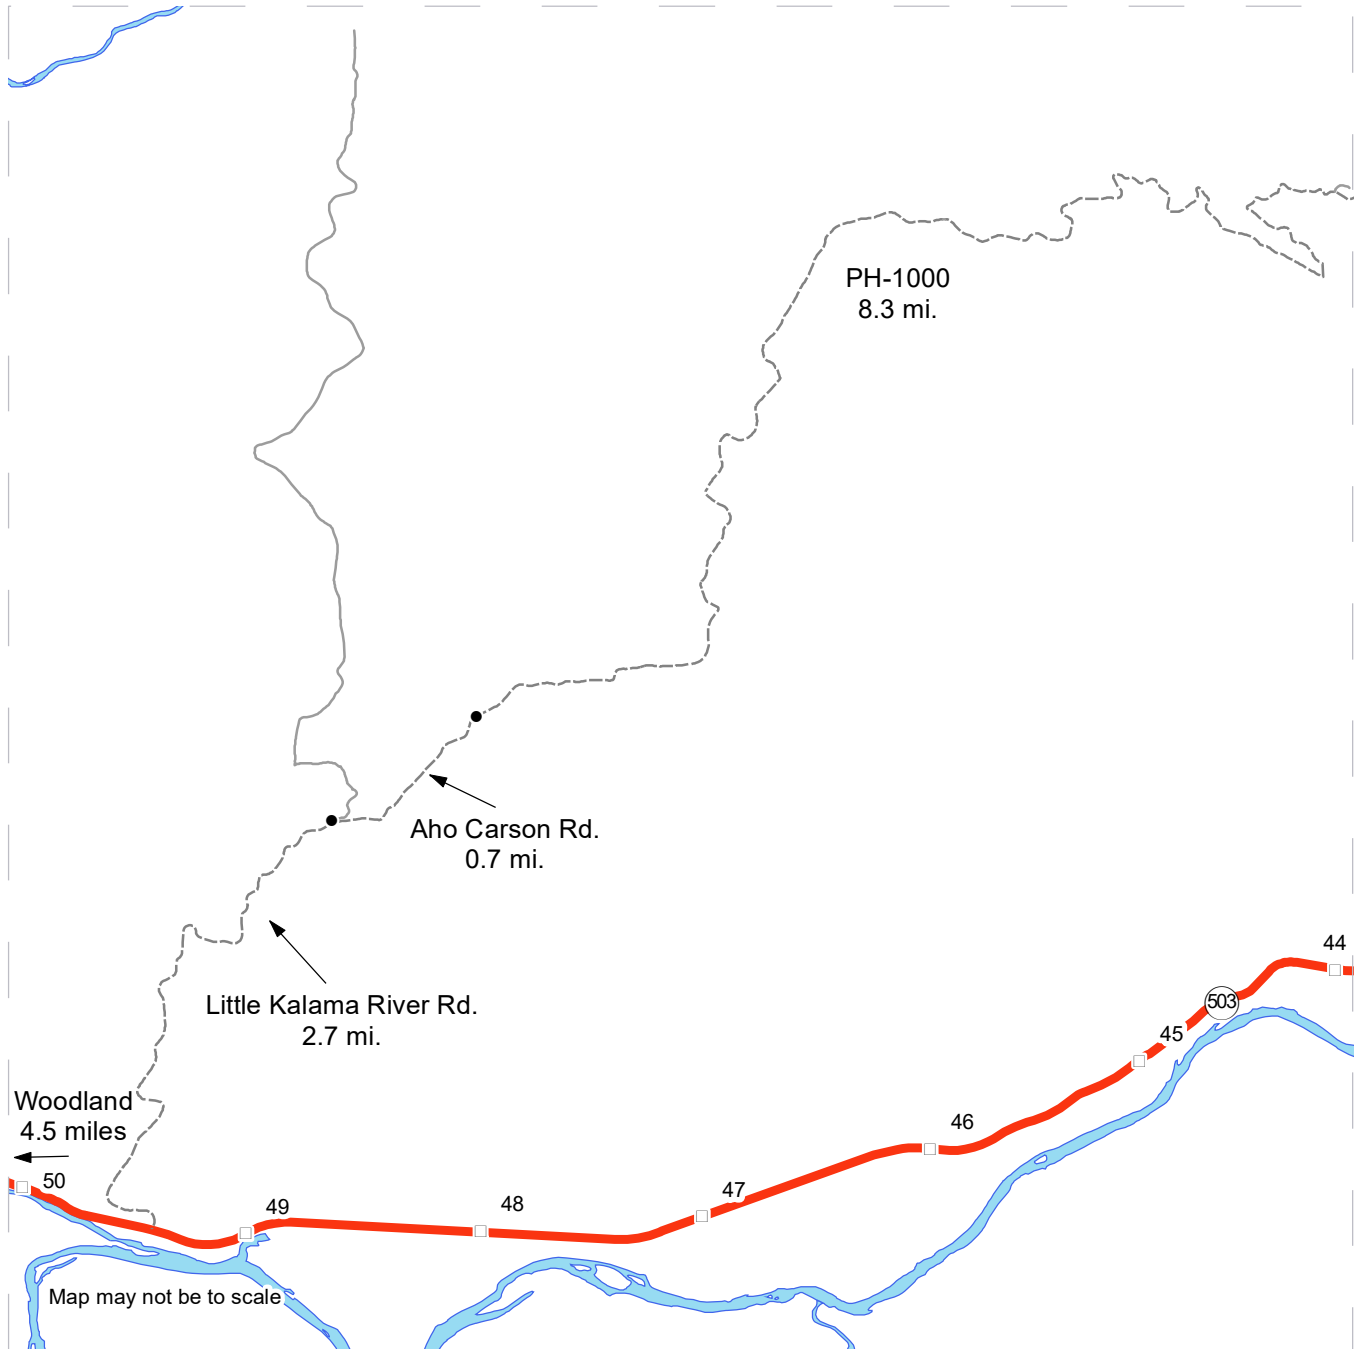 PH-1000
8.3 mi.
Aho Carson Rd.
0.7 mi.
Little Kalama River Rd.
2.7 mi.
44
503
45
Woodland
4.5 miles
46
50
49
48
47
Map may not be to scale